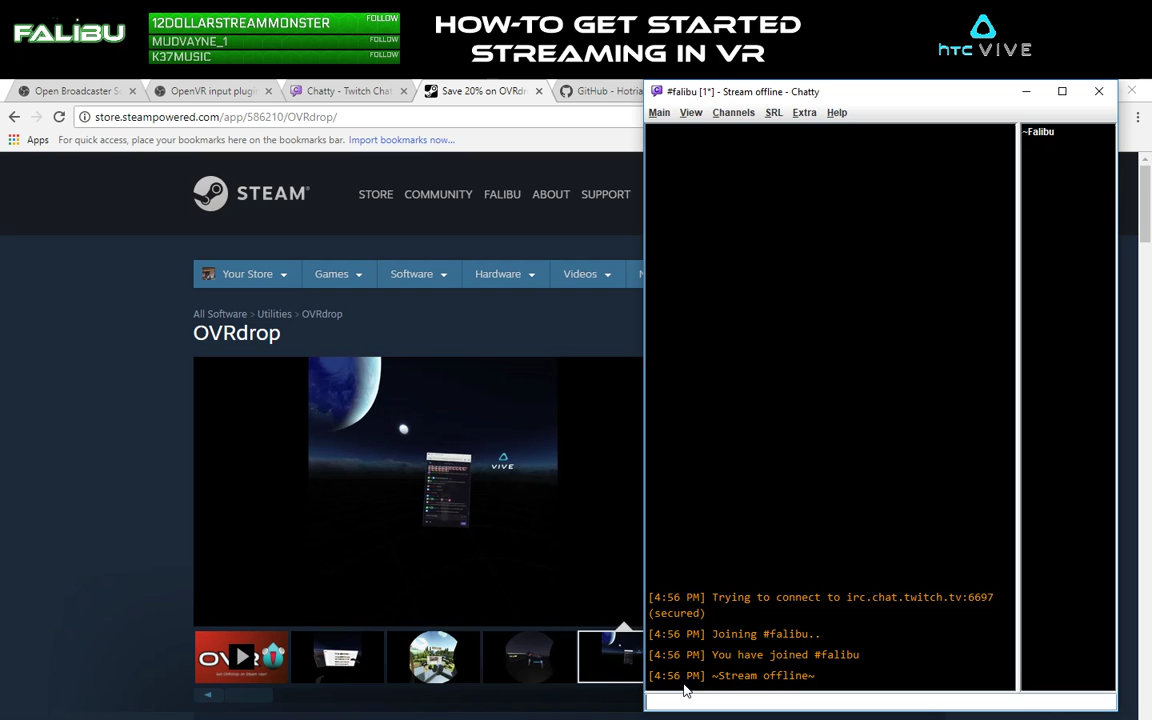 FALIBU
12DOLLARSTREAMMONSTER FOLLOW
MUDVAYNE_1 FOLLOW
K37MUSIC FOLLOW
HOW-TO GET STARTED
STREAMING IN VR
htc VIVE
Open Broadcaster S
OpenVR input plugi
Chatty - Twitch Cha
Save 20% on OVRdr
GitHub - Hotria
store.steampowered.com/app/586210/OVRdrop/
Apps For quick access, place your bookmarks here on the bookmarks bar. Import bookmarks now...
STEAM
STORE COMMUNITY FALIBU ABOUT SUPPORT
Your Store Games Software Hardware Videos N
All Software > Utilities > OVRdrop
OVRdrop
VIVE
#falibu [1*] - Stream offline - Chatty
Main View Channels SRL Extra Help
~Falibu
[4:56 PM] Trying to connect to irc.chat.twitch.tv:6697
(secured)
[4:56 PM] Joining #falibu..
[4:56 PM] You have joined #falibu
[4:56 PM] ~Stream offline~